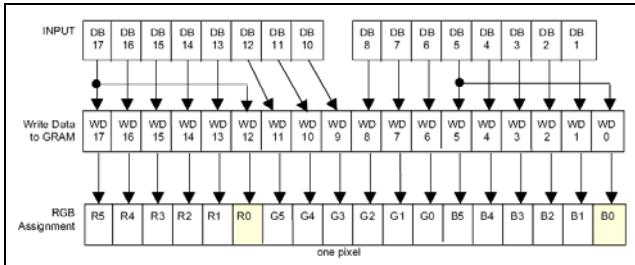 INPUT DB DB DB DB DB DB DB DB DB DB DB DB DB DB DB DB
17 16 15 14 13 12 11 10 8 7 6 5 4 3 2 1
Write Data WD WD WD WD WD WD WD WD WD WD WD WD WD WD WD WD WD WD
to GRAM 17 16 15 14 13 12 11 10 9 8 7 6 5 4 3 2 1 0
RGB R5 R4 R3 R2 R1 R0 G5 G4 G3 G2 G1 G0 B5 B4 B3 B2 B1 B0
Assignment
one pixel